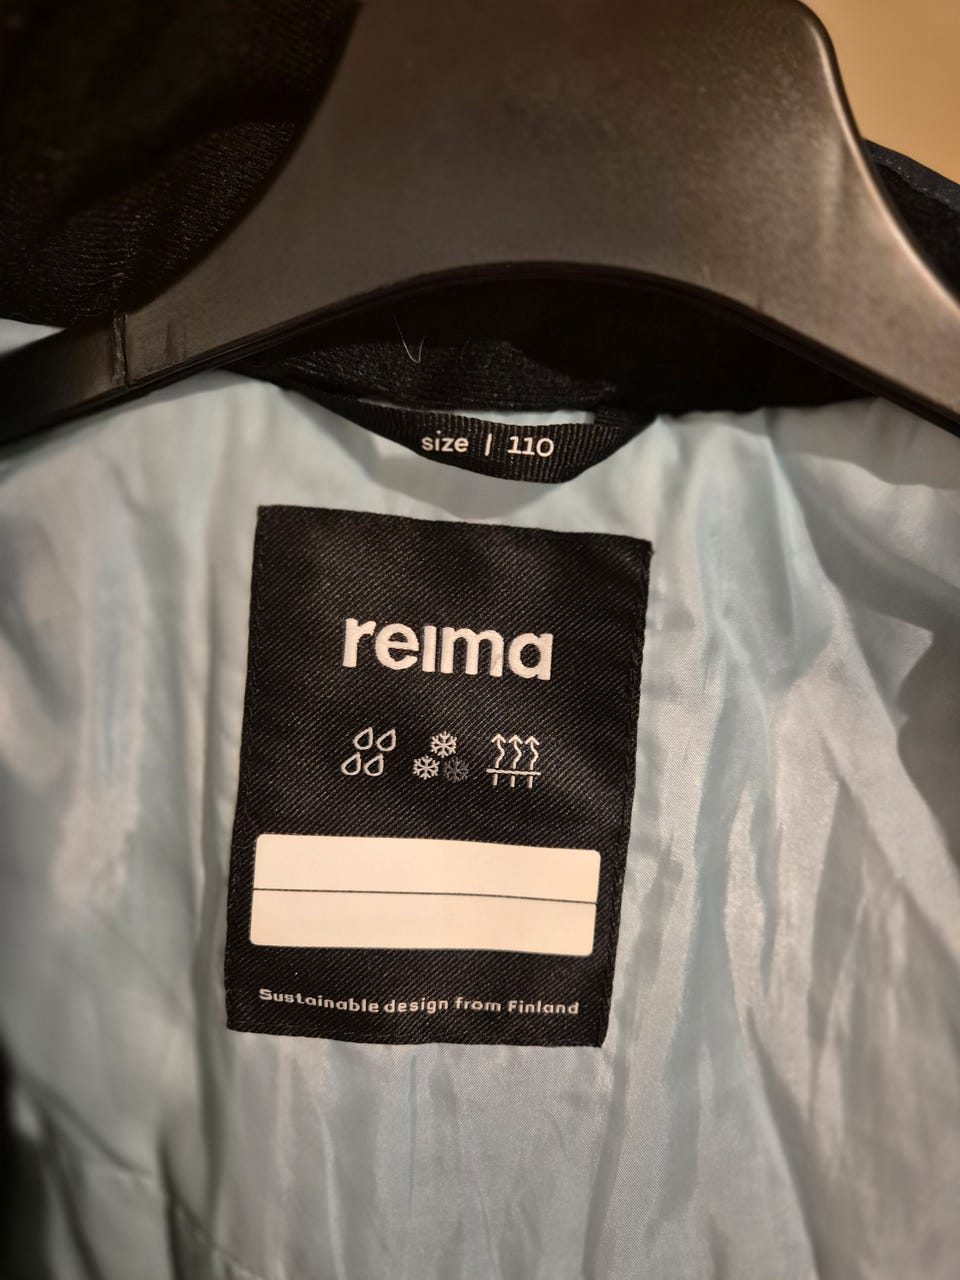 size | 110
reima
Sustainable design from Finland